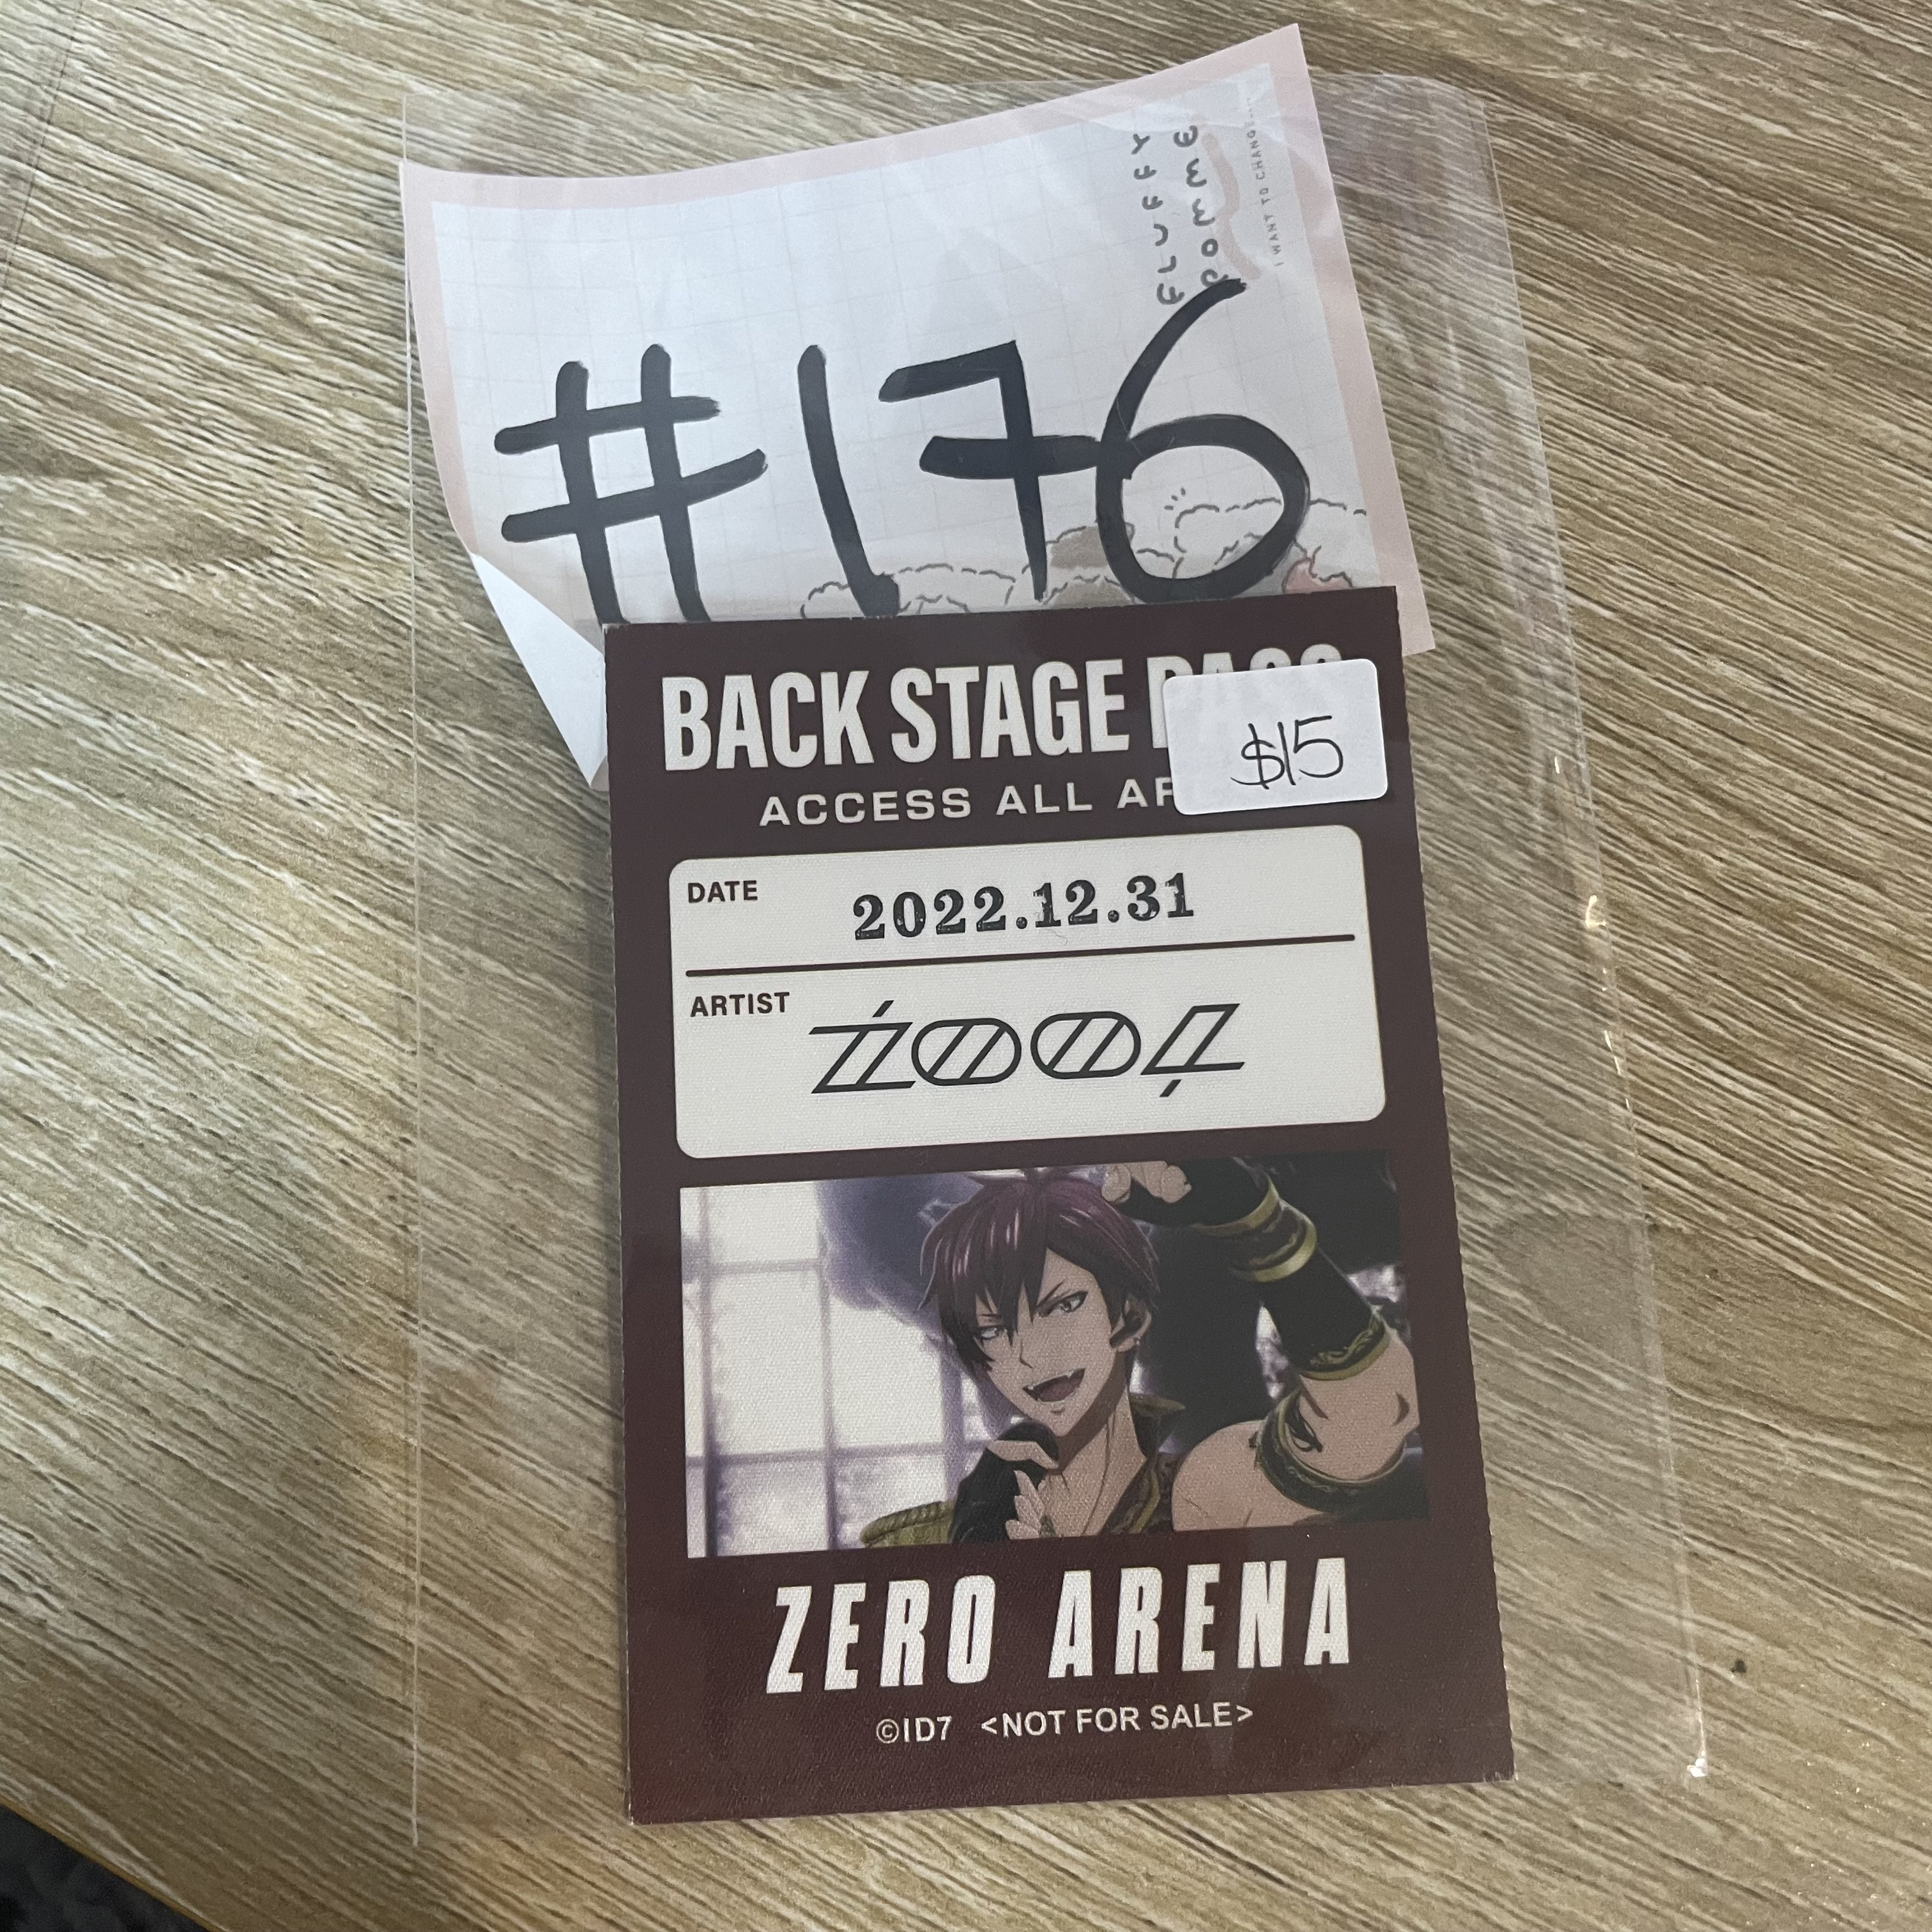 FLUFFY
POMME
I WANT TO CHANGE...
#176
BACK STAGE PASS
$15
ACCESS ALL
DATE
2022.12.31
ARTIST
ŹOOĻ
ZERO ARENA
©ID7 <NOT FOR SALE>